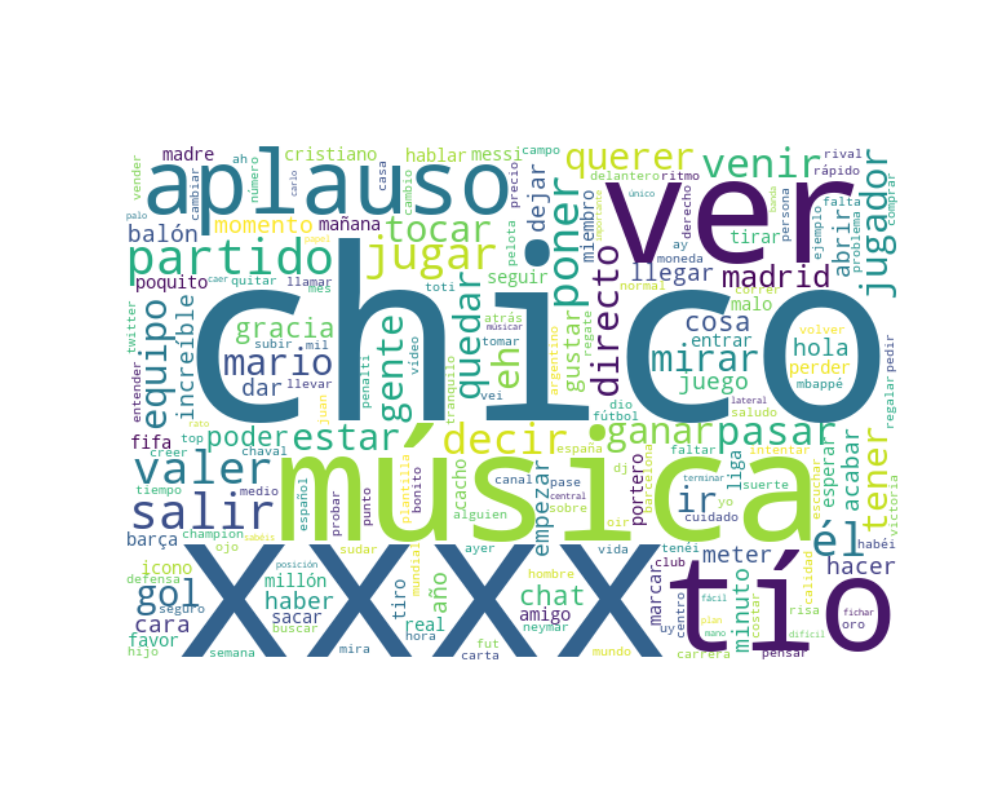 madre
ah
cristiano
hablar
messi
campo
querer
venir
rival
rápido
vender
aplauso
número
cambiar
carlo
cambio
casa
precio
dejar
delantero
ritmo
ver
derecho
único
banda
persona
falta
ejemplo
problema
abrir
jugador
comprar
palo
balón
momento
mañana
tocar
pelota
poner
miembro
importante
ay
tirar
partido
papel
jugar
seguir
moneda
llegar
madrid
poquito
caer
quitar
llamar
mes
toti
normal
correr
malo
twitter
equipo
increíble
chico
gracia
subir
mil
mario
dar
llevar
penalti
gente
vídeo
tranquilo
quedar
atrás
músicar
tomar
eh
vei
argentino
gustar
regate
directo
cosa
entrar
mirar
juego
volver
hola
perder
mbappé
pedir
regalar
entender
rato
juan
dio
fútbol
lateral
saludo
fifa
top
creer
chaval
poder
estar
decir
españa
ganar
pasar
faltar
intentar
valer
tiempo
medio
español
música
probar
punto
plantilla
bonito
cacho
alguien
canal
central
pase
sobre
empezar
dj
oir
portero
barcelona
ir
liga
terminar
suerte
yo
cuidado
escuchar
esperar
acabar
tener
victoria
salir
barça
champion
ojo
sabéis
XXXX
sudar
ayer
vida
tenéi
meter
él
habéi
hacer
icono
defensa
posición
millón
mundial
hombre
club
marcar
gol
seguro
haber
sacar
buscar
tiro
año
real
hora
chat
amigo
neymar
uy
centro
fácil
plan
mano
tío
minuto
costar
risa
calidad
difícil
fichar
oro
cara
favor
hijo
semana
mira
fut
carta
mundo
carrera
pensar